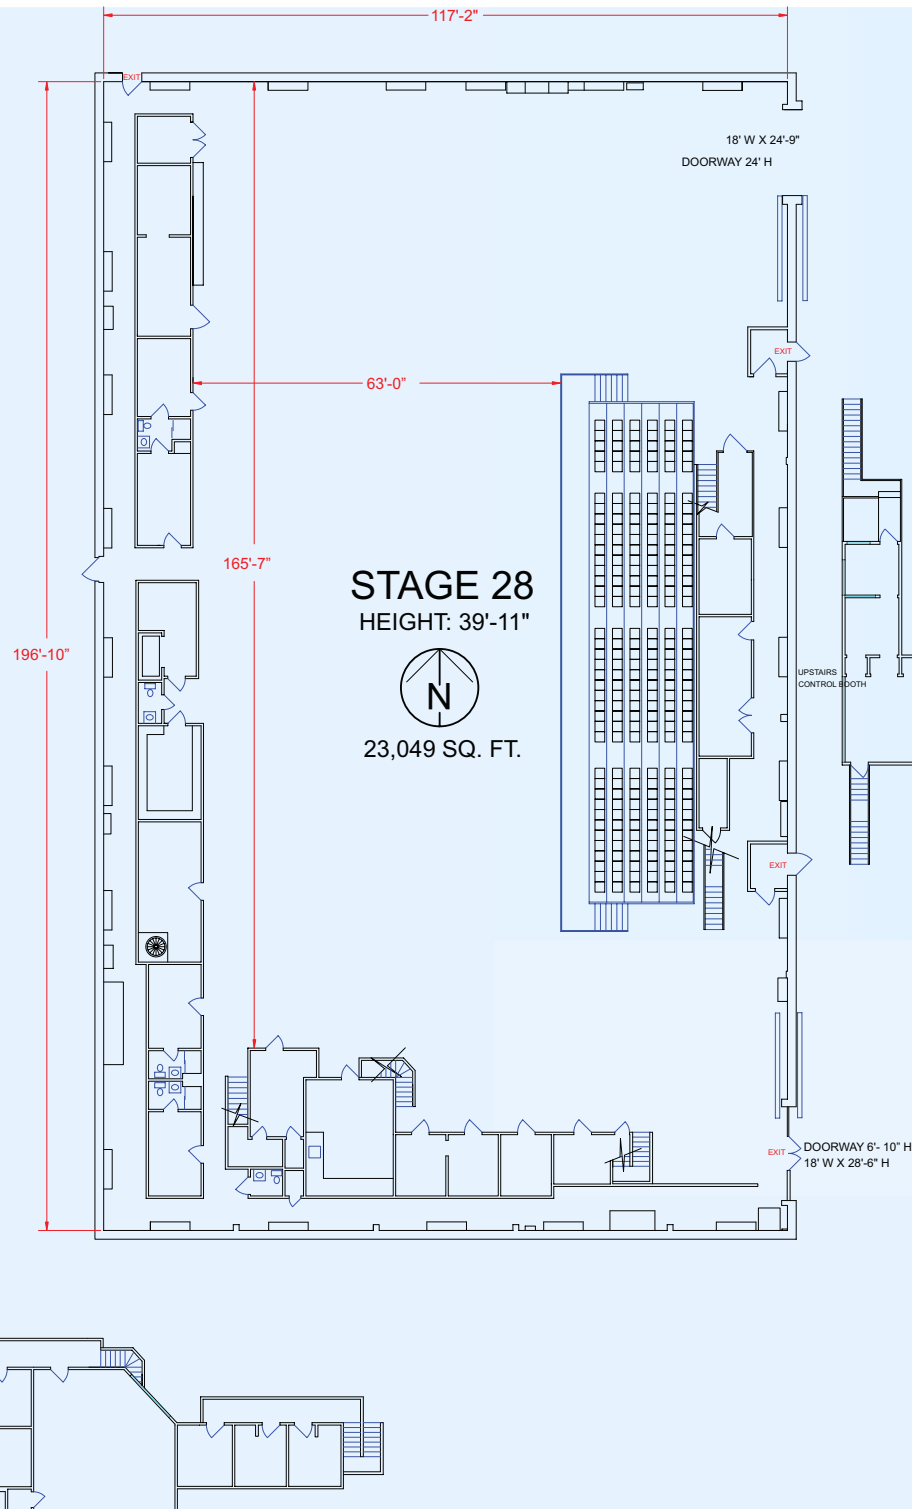 117'-2"
EXIT
18' W X 24'-9"
DOORWAY 24' H
EXIT
63'-0"
165'-7"
STAGE 28
HEIGHT: 39'-11"
196'-10"
N
UPSTAIRS
CONTROL BOOTH
23,049 SQ. FT.
EXIT
EXIT
DOORWAY 6'- 10" H
18' W X 28'-6" H